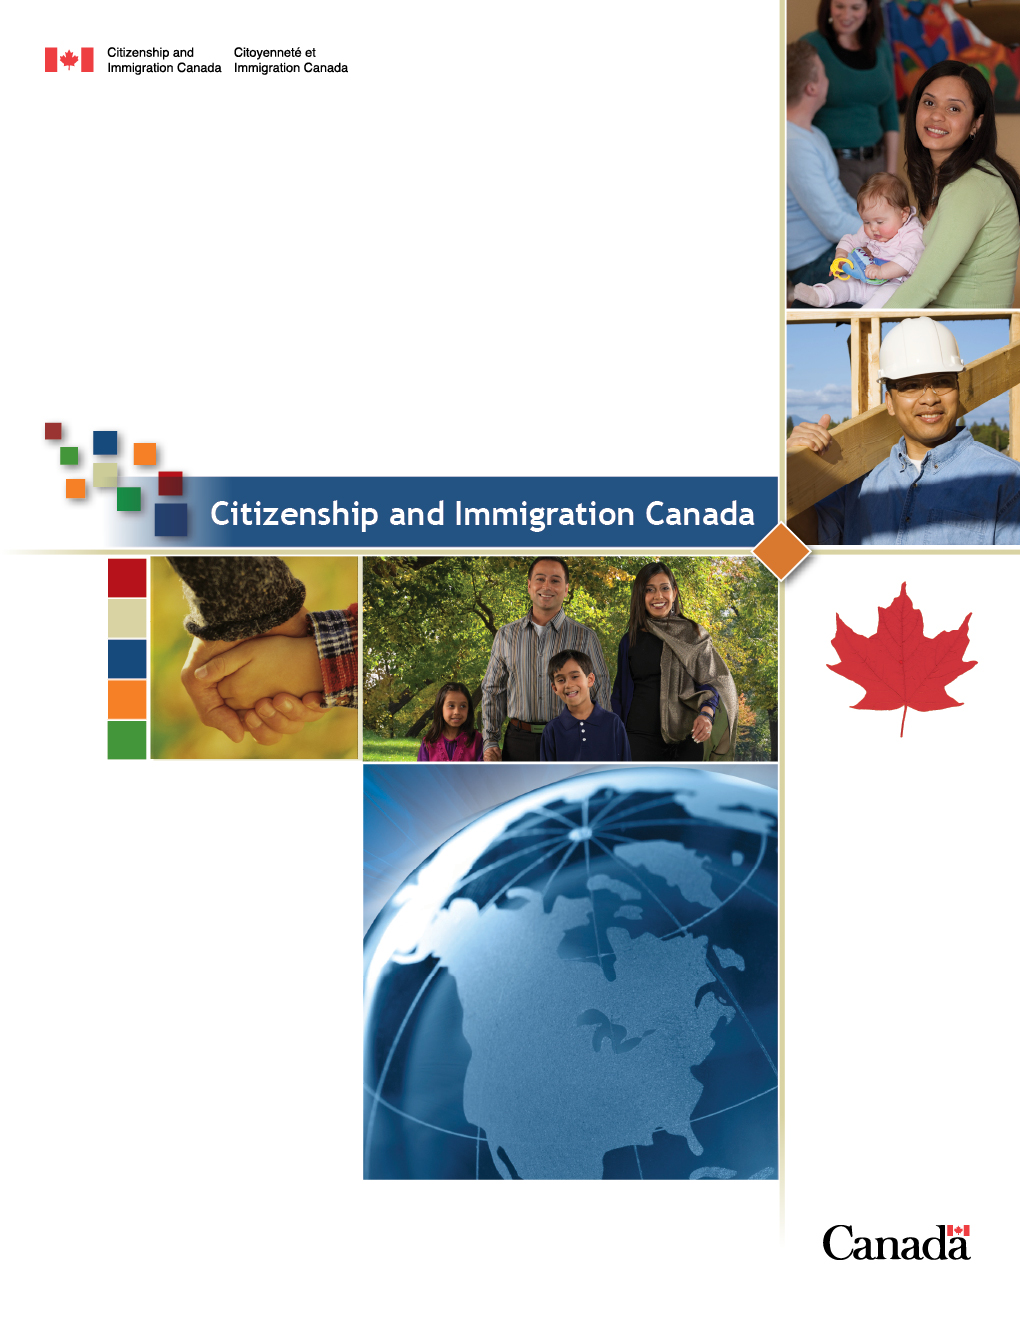 Citizenship and
Immigration Canada
Citoyenneté et
Immigration Canada
Citizenship and Immigration Canada
Canada